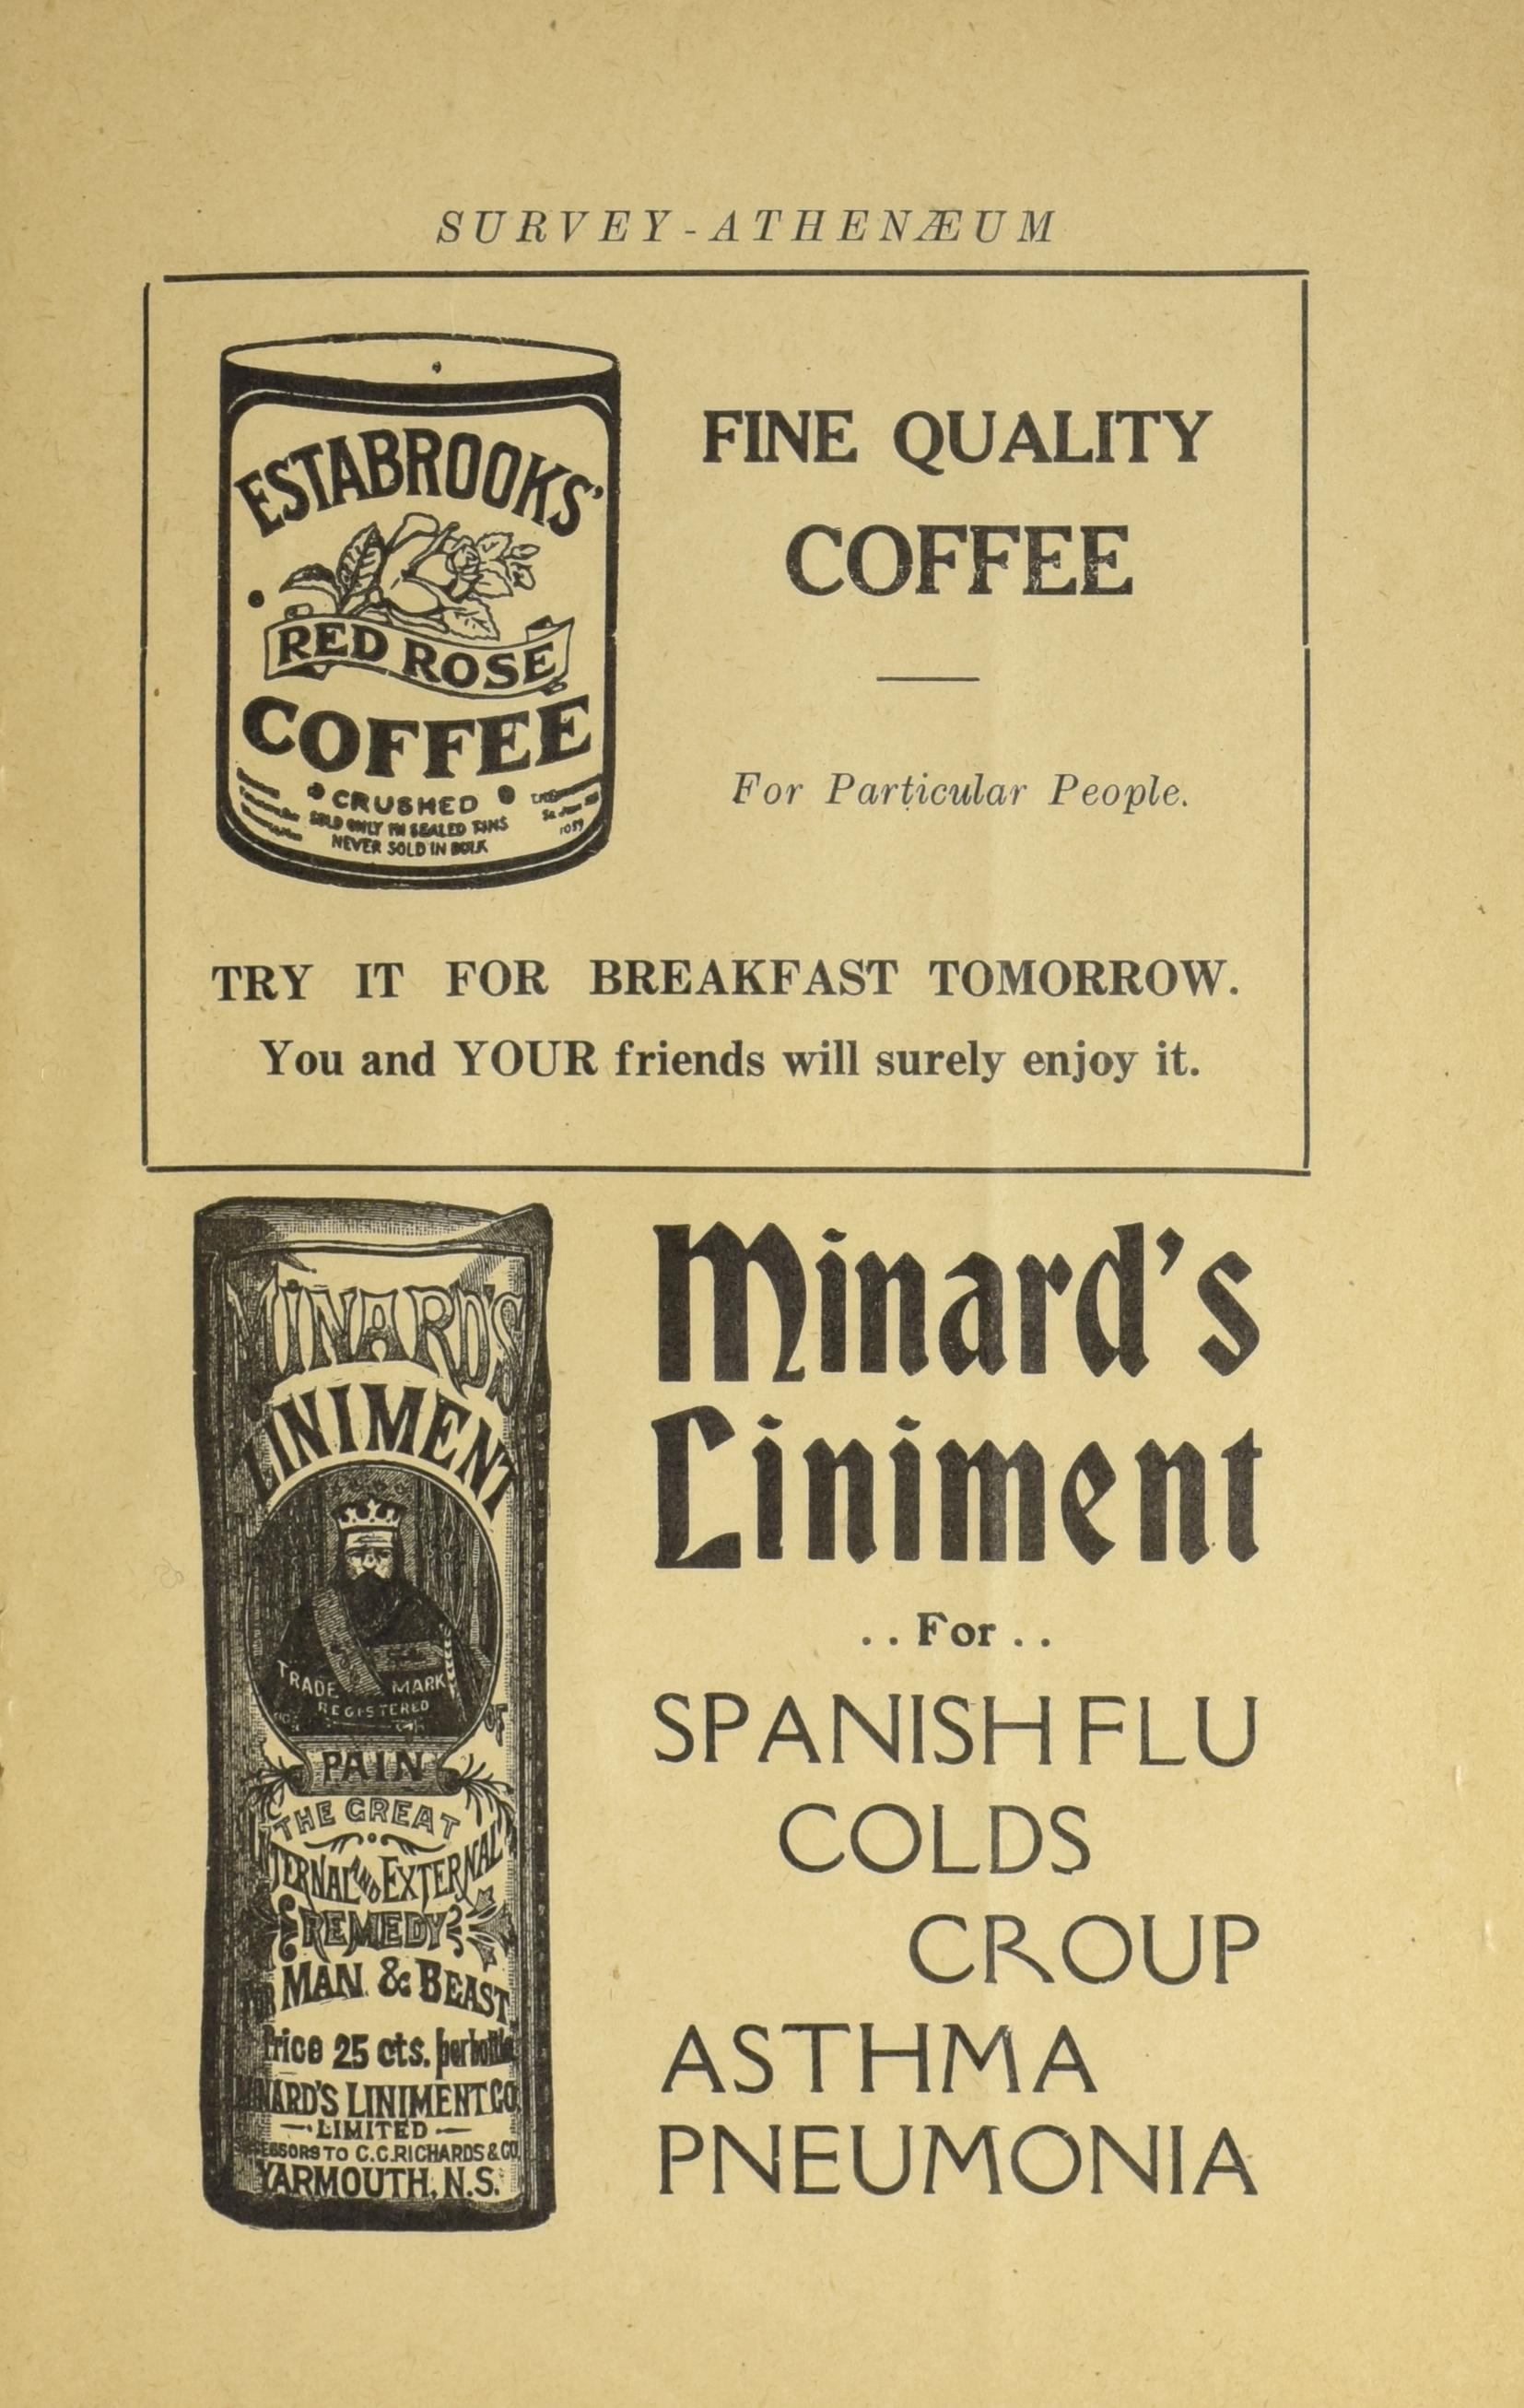 SURVEY-ATHENÆUM
ESTABROOKS'
RED ROSE
COFFEE
CRUSHED
SOLD ONLY IN SEALED TINS
NEVER SOLD IN BULK
FINE QUALITY
COFFEE
For Particular People.
TRY IT FOR BREAKFAST TOMORROW.
You and YOUR friends will surely enjoy it.
MINARD'S
LINIMENT
TRADE MARK
REGISTERED
OF
PAIN
THE GREAT
INTERNAL AND EXTERNAL
REMEDY
FOR MAN & BEAST
Price 25 cts. per bottle
MINARD'S LINIMENT CO.
LIMITED
SUCCESSORS TO C.C. RICHARDS & CO.
YARMOUTH, N.S.
Minard's
Liniment
..For..
SPANISH FLU
COLDS
CROUP
ASTHMA
PNEUMONIA